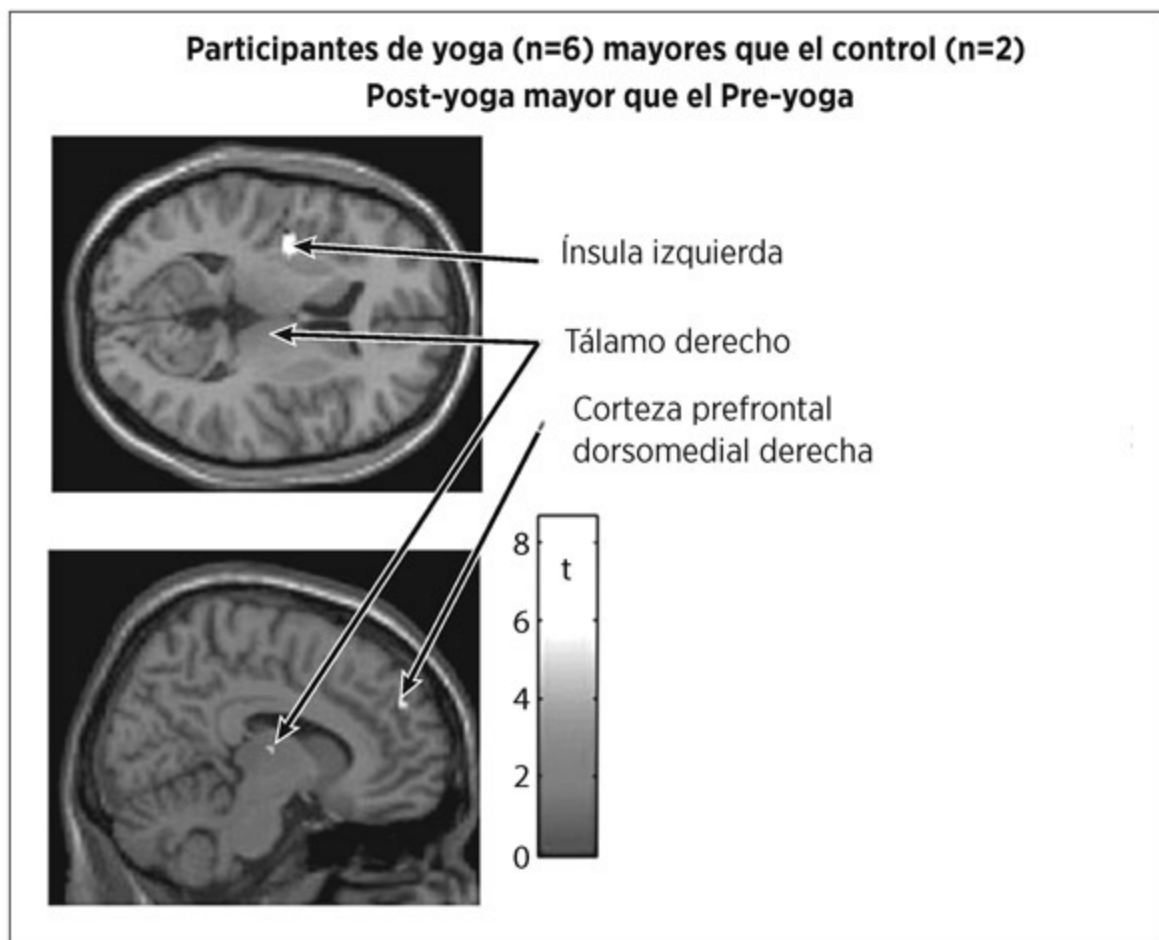 Participantes de yoga (n=6) mayores que el control (n=2)
Post-yoga mayor que el Pre-yoga
Ínsula izquierda
Tálamo derecho
Corteza prefrontal
dorsomedial derecha
8
t
6
4
2
0